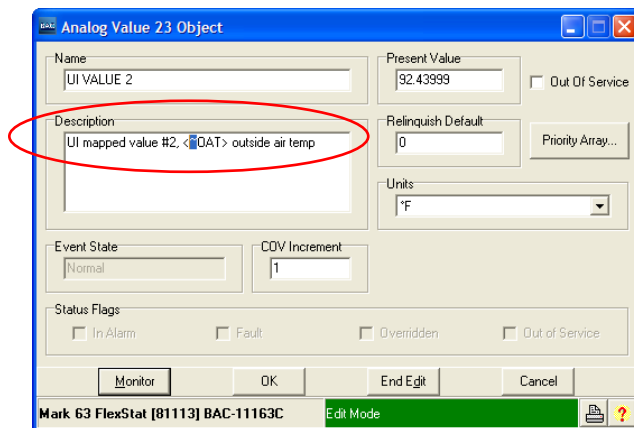 BAC Analog Value 23 Object
Name
UI VALUE 2
Present Value
92.43999
Out Of Service
Description
UI mapped value #2, <^OAT> outside air temp
Relinquish Default
0
Priority Array...
Units
°F
Event State
Normal
COV Increment
1
Status Flags
In Alarm Fault Overridden Out of Service
Monitor OK End Edit Cancel
Mark 63 FlexStat [81113] BAC-11163C Edit Mode ?